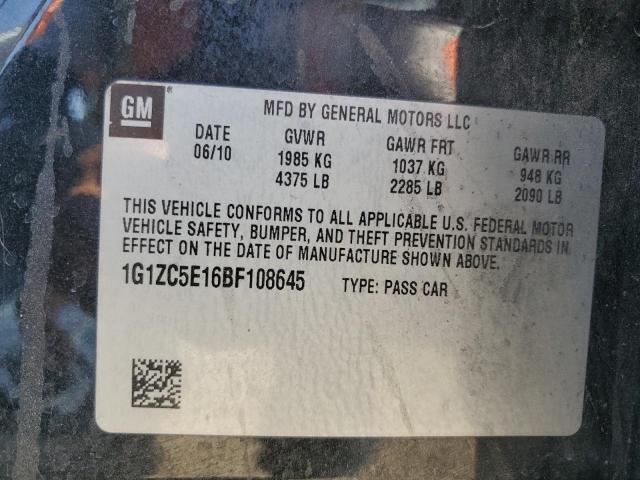 GM ®
MFD BY GENERAL MOTORS LLC
DATE GVWR GAWR FRT GAWR RR
06/10 1985 KG 1037 KG 948 KG
4375 LB 2285 LB 2090 LB
THIS VEHICLE CONFORMS TO ALL APPLICABLE U.S. FEDERAL MOTOR
VEHICLE SAFETY, BUMPER, AND THEFT PREVENTION STANDARDS IN
EFFECT ON THE DATE OF MANUFACTURE SHOWN ABOVE.
1G1ZC5E16BF108645 TYPE: PASS CAR